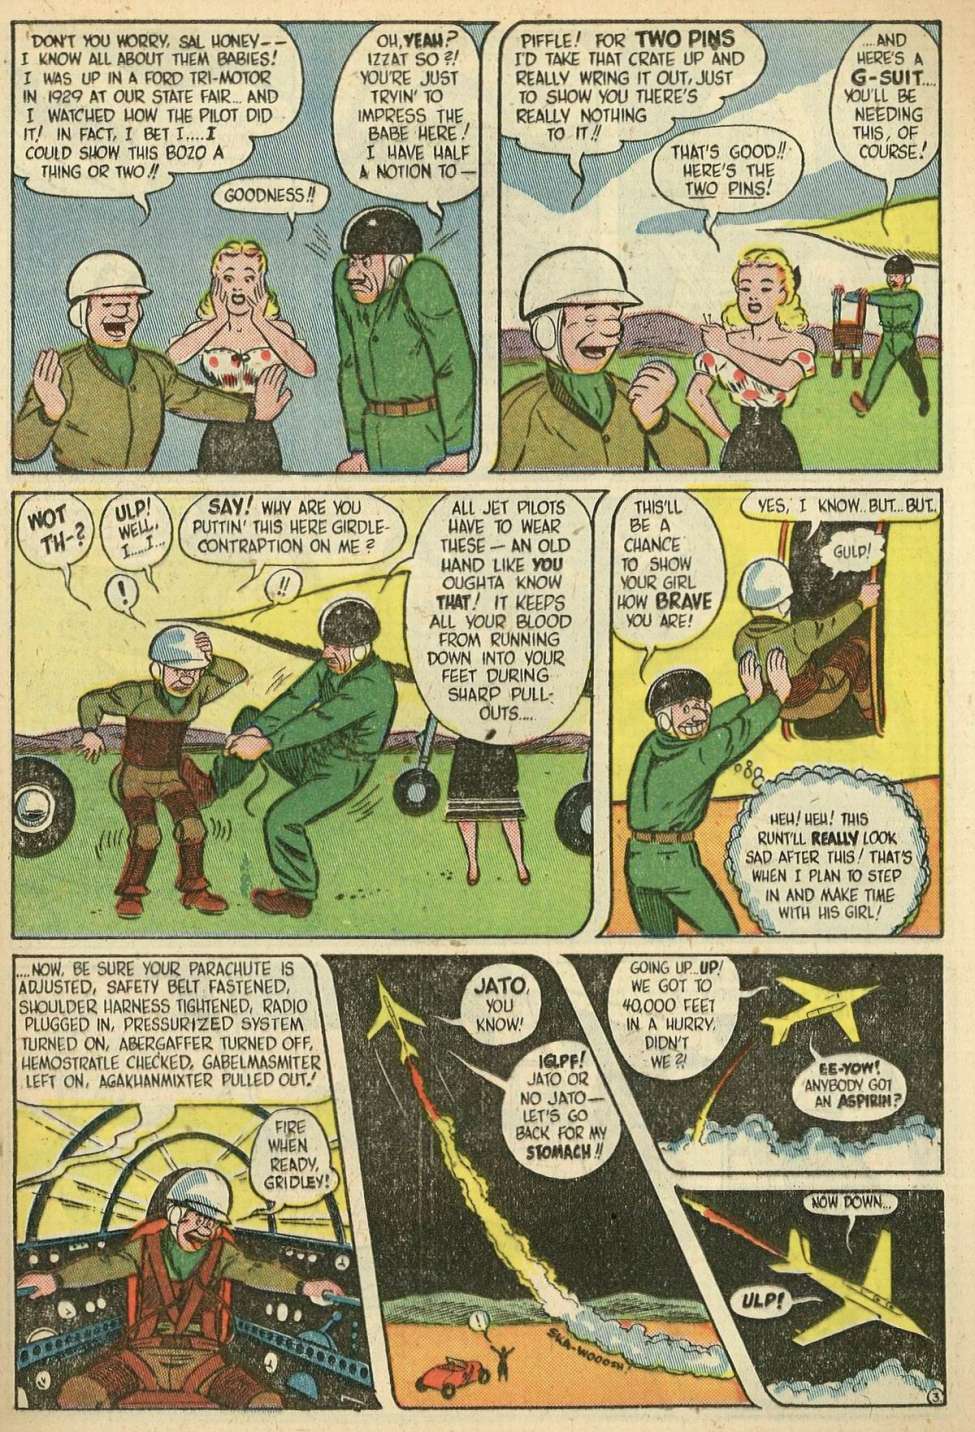 DON'T YOU WORRY, SAL HONEY--
I KNOW ALL ABOUT THEM BABIES!
I WAS UP IN A FORD TRI-MOTOR
IN 1929 AT OUR STATE FAIR... AND
I WATCHED HOW THE PILOT DID
IT! IN FACT, I BET I....I
COULD SHOW THIS BOZO A
THING OR TWO!!
GOODNESS!!
OH, YEAH?
IZZAT SO?!
YOU'RE JUST
TRYIN' TO
IMPRESS THE
BABE HERE!
I HAVE HALF
A NOTION TO—
PIFFLE! FOR TWO PINS
I'D TAKE THAT CRATE UP AND
REALLY WRING IT OUT, JUST
TO SHOW YOU THERE'S
REALLY NOTHING
TO IT!!
THAT'S GOOD!!
HERE'S THE
TWO PINS!
....AND
HERE'S A
G-SUIT....
YOU'LL BE
NEEDING
THIS, OF
COURSE!
WOT
TH-?
!
ULP!
WELL,
I.....I...
SAY! WHY ARE YOU
PUTTIN' THIS HERE GIRDLE-
CONTRAPTION ON ME?
!!
ALL JET PILOTS
HAVE TO WEAR
THESE — AN OLD
HAND LIKE YOU
OUGHTA KNOW
THAT! IT KEEPS
ALL YOUR BLOOD
FROM RUNNING
DOWN INTO YOUR
FEET DURING
SHARP PULL-
OUTS....
THIS'LL
BE A
CHANCE
TO SHOW
YOUR GIRL
HOW BRAVE
YOU ARE!
YES, I KNOW..BUT...BUT..
GULP!
HEH! HEH! THIS
RUNT'LL REALLY LOOK
SAD AFTER THIS! THAT'S
WHEN I PLAN TO STEP
IN AND MAKE TIME
WITH HIS GIRL!
....NOW, BE SURE YOUR PARACHUTE IS
ADJUSTED, SAFETY BELT FASTENED,
SHOULDER HARNESS TIGHTENED, RADIO
PLUGGED IN, PRESSURIZED SYSTEM
TURNED ON, ABERGAFFER TURNED OFF,
HEMOSTRATLE CHECKED, GABELMASMITER
LEFT ON, AGAKHANMIXTER PULLED OUT!
FIRE
WHEN
READY,
GRIDLEY!
JATO,
YOU
KNOW!
IGLPF!
JATO OR
NO JATO—
LET'S GO
BACK FOR MY
STOMACH!!
!
SKA-WOOOSH!
GOING UP..UP!
WE GOT TO
40,000 FEET
IN A HURRY,
DIDN'T
WE?!
EE-YOW!
ANYBODY GOT
AN ASPIRIN?
NOW DOWN...
ULP!
3